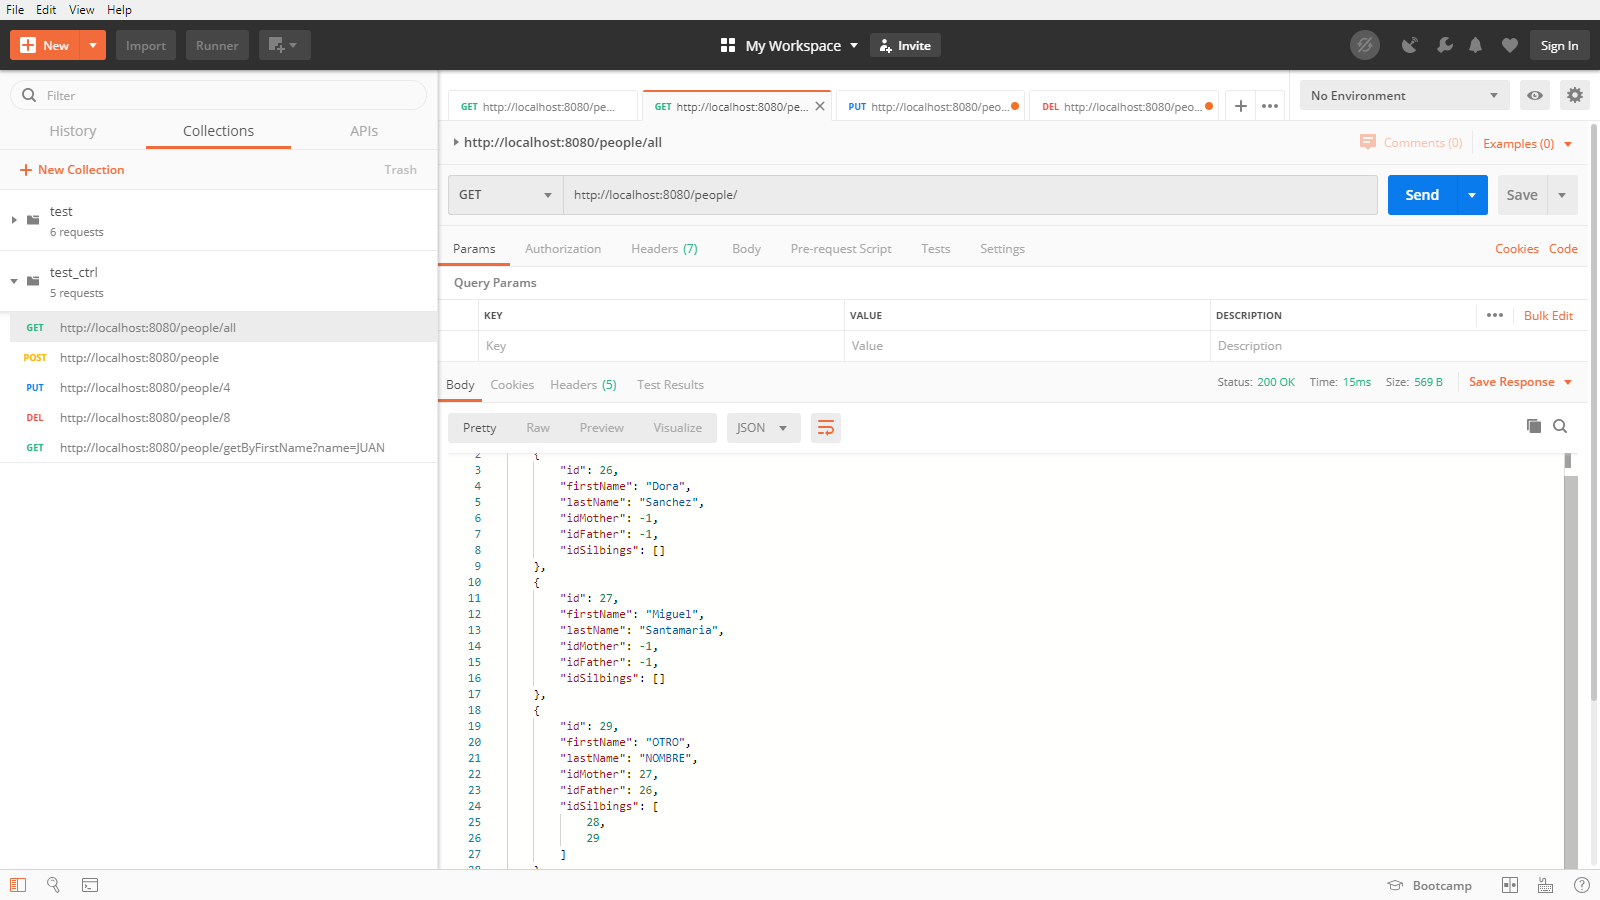 File Edit View Help
New Import Runner My Workspace Invite Sign In
Filter
History Collections APIs
New Collection Trash
test
6 requests
test_ctrl
5 requests
GET http://localhost:8080/people/all
POST http://localhost:8080/people
PUT http://localhost:8080/people/4
DEL http://localhost:8080/people/8
GET http://localhost:8080/people/getByFirstName?name=JUAN
GET http://localhost:8080/pe... GET http://localhost:8080/pe... PUT http://localhost:8080/peo... DEL http://localhost:8080/peo... No Environment
http://localhost:8080/people/all Comments (0) Examples (0)
GET http://localhost:8080/people/ Send Save
Params Authorization Headers (7) Body Pre-request Script Tests Settings Cookies Code
Query Params
KEY VALUE DESCRIPTION Bulk Edit
Key Value Description
Body Cookies Headers (5) Test Results Status: 200 OK Time: 15ms Size: 569 B Save Response
Pretty Raw Preview Visualize JSON
2 {
3 "id": 26,
4 "firstName": "Dora",
5 "lastName": "Sanchez",
6 "idMother": -1,
7 "idFather": -1,
8 "idSilbings": []
9 },
10 {
11 "id": 27,
12 "firstName": "Miguel",
13 "lastName": "Santamaria",
14 "idMother": -1,
15 "idFather": -1,
16 "idSilbings": []
17 },
18 {
19 "id": 29,
20 "firstName": "OTRO",
21 "lastName": "NOMBRE",
22 "idMother": 27,
23 "idFather": 26,
24 "idSilbings": [
25 28,
26 29
27 ]
28 }
Bootcamp